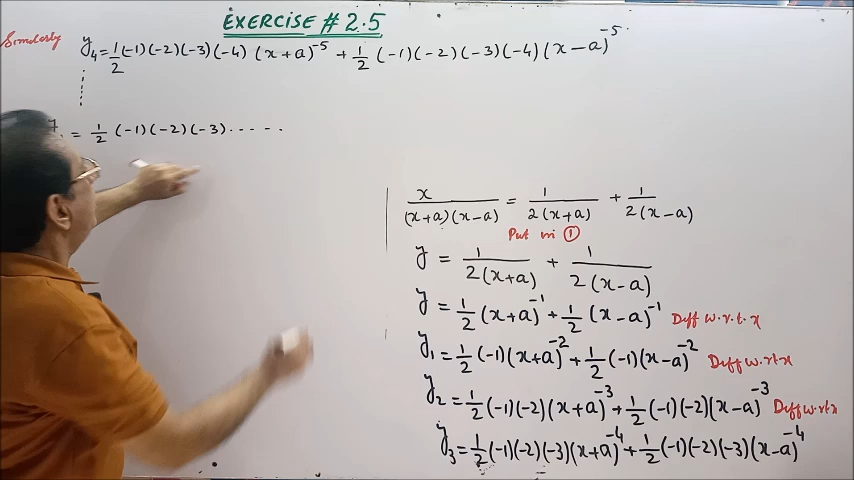 EXERCISE # 2.5
Similarly y₄ = 1/2 (-1)(-2)(-3)(-4) (x+a)⁻⁵ + 1/2 (-1)(-2)(-3)(-4)(x-a)⁻⁵
= 1/2 (-1)(-2)(-3) ......
x/((x+a)(x-a)) = 1/(2(x+a)) + 1/(2(x-a))
Put in ①
y = 1/(2(x+a)) + 1/(2(x-a))
y = 1/2 (x+a)⁻¹ + 1/2 (x-a)⁻¹ Diff w.r.t.x
y₁ = 1/2 (-1)(x+a)⁻² + 1/2 (-1)(x-a)⁻² Diff w.r.t.x
y₂ = 1/2 (-1)(-2)(x+a)⁻³ + 1/2 (-1)(-2)(x-a)⁻³ Diff w.r.t.x
y₃ = 1/2 (-1)(-2)(-3)(x+a)⁻⁴ + 1/2 (-1)(-2)(-3)(x-a)⁻⁴